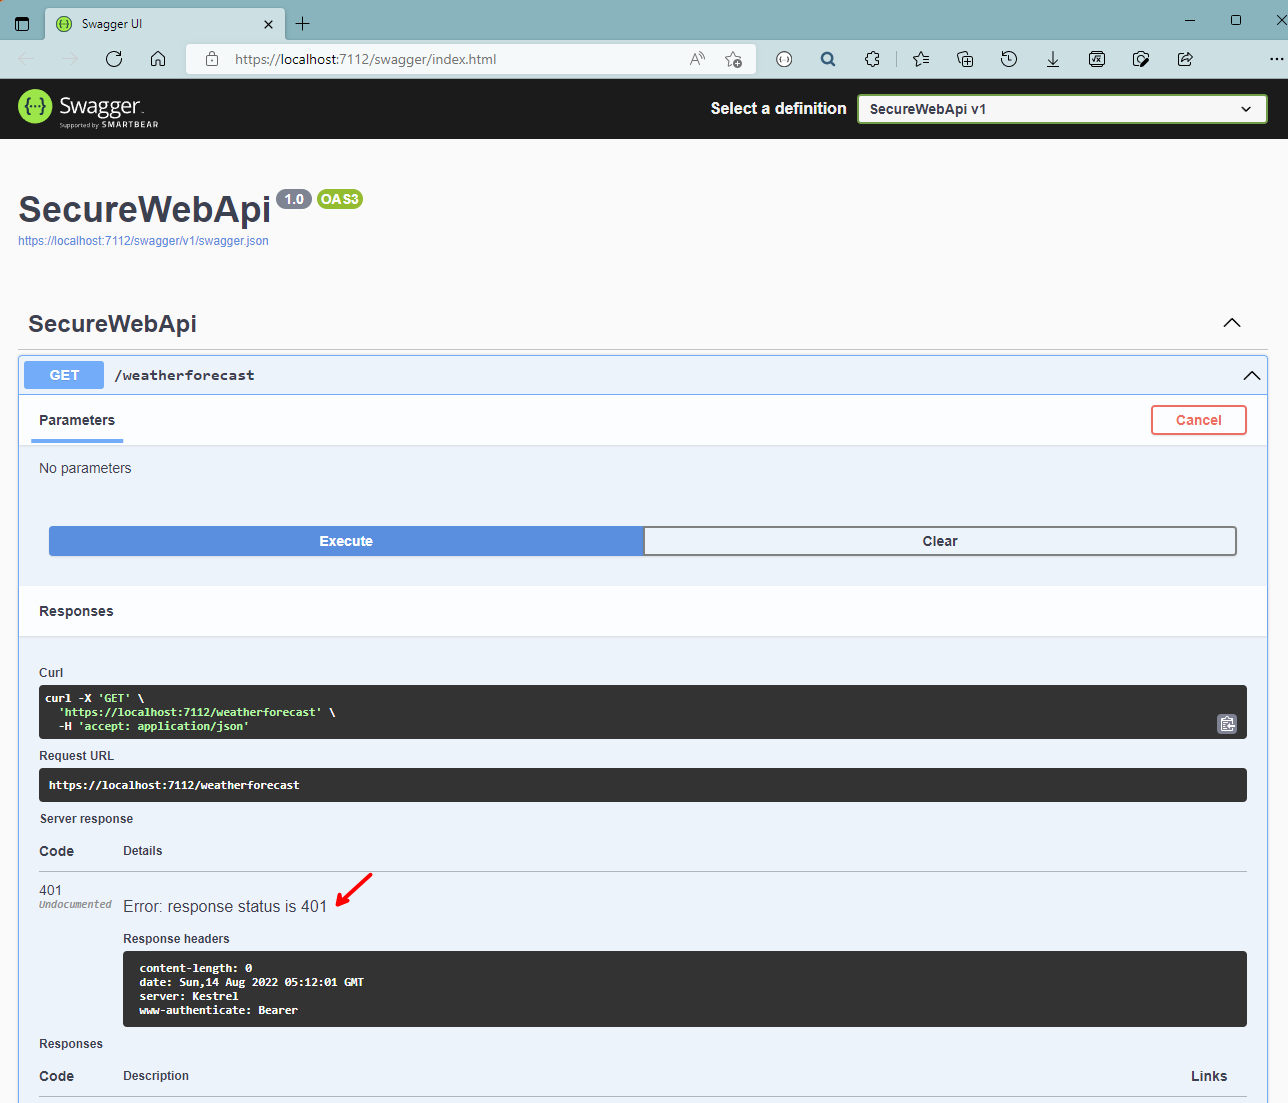 Swagger UI
https://localhost:7112/swagger/index.html
Swagger
Supported by SMARTBEAR
Select a definition
SecureWebApi v1
SecureWebApi 1.0 OAS3
https://localhost:7112/swagger/v1/swagger.json
SecureWebApi
GET /weatherforecast
Parameters
Cancel
No parameters
Execute
Clear
Responses
Curl
curl -X 'GET' \
'https://localhost:7112/weatherforecast' \
-H 'accept: application/json'
Request URL
https://localhost:7112/weatherforecast
Server response
Code Details
401
Undocumented
Error: response status is 401
Response headers
content-length: 0
date: Sun,14 Aug 2022 05:12:01 GMT
server: Kestrel
www-authenticate: Bearer
Responses
Code Description Links